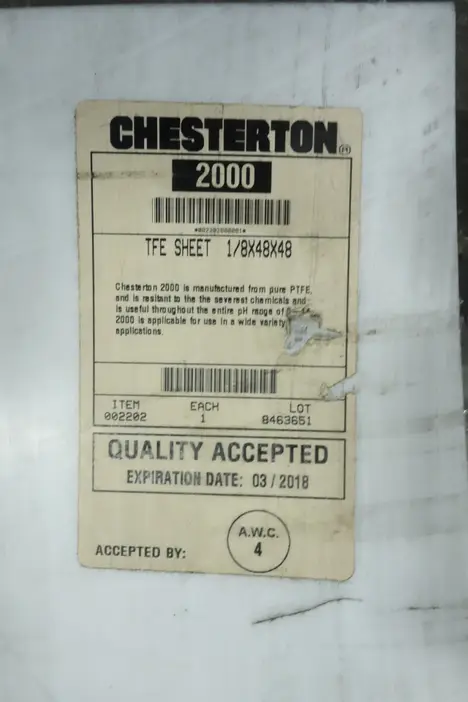 CHESTERTON
2000
TFE SHEET 1/8X48X48
Chesterton 2000 is manufactured from pure PTFE,
and is resitant to the the severest chemicals and
is useful throughout the entire pH range of
2000 is applicable for use in a wide variety
applications.
ITEM EACH LOT
002202 1 8463651
QUALITY ACCEPTED
EXPIRATION DATE: 03 / 2018
A.W.C.
ACCEPTED BY: 4